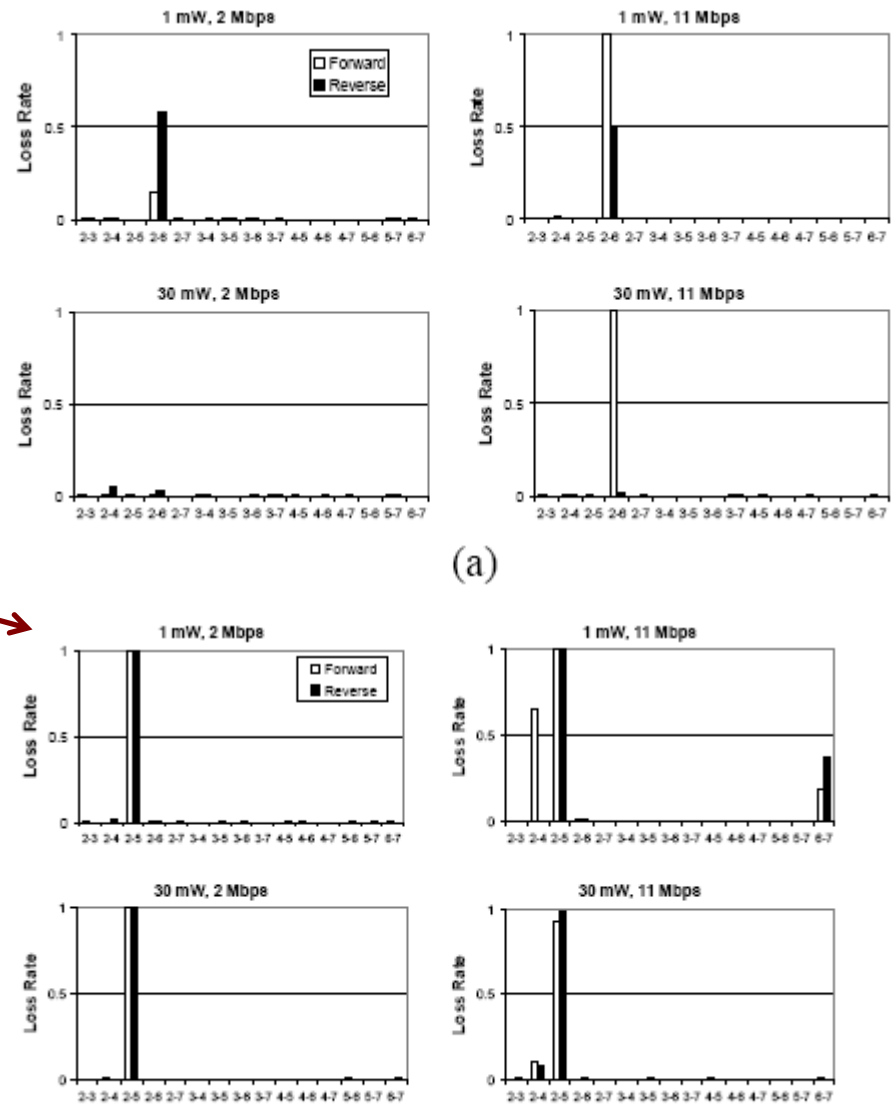 1 mW, 2 Mbps
Loss Rate
1
0.5
0
Forward
Reverse
2-3 2-4 2-5 2-6 2-7 3-4 3-5 3-6 3-7 4-5 4-6 4-7 5-6 5-7 6-7
1 mW, 11 Mbps
Loss Rate
1
0.5
0
2-3 2-4 2-5 2-6 2-7 3-4 3-5 3-6 3-7 4-5 4-6 4-7 5-6 5-7 6-7
30 mW, 2 Mbps
Loss Rate
1
0.5
0
2-3 2-4 2-5 2-6 2-7 3-4 3-5 3-6 3-7 4-5 4-6 4-7 5-6 5-7 6-7
30 mW, 11 Mbps
Loss Rate
1
0.5
0
2-3 2-4 2-5 2-6 2-7 3-4 3-5 3-6 3-7 4-5 4-6 4-7 5-6 5-7 6-7
(a)
1 mW, 2 Mbps
Loss Rate
1
0.5
0
Forward
Reverse
2-3 2-4 2-5 2-6 2-7 3-4 3-5 3-6 3-7 4-5 4-6 4-7 5-6 5-7 6-7
1 mW, 11 Mbps
Loss Rate
1
0.5
0
2-3 2-4 2-5 2-6 2-7 3-4 3-5 3-6 3-7 4-5 4-6 4-7 5-6 5-7 6-7
30 mW, 2 Mbps
Loss Rate
1
0.5
0
2-3 2-4 2-5 2-6 2-7 3-4 3-5 3-6 3-7 4-5 4-6 4-7 5-6 5-7 6-7
30 mW, 11 Mbps
Loss Rate
1
0.5
0
2-3 2-4 2-5 2-6 2-7 3-4 3-5 3-6 3-7 4-5 4-6 4-7 5-6 5-7 6-7